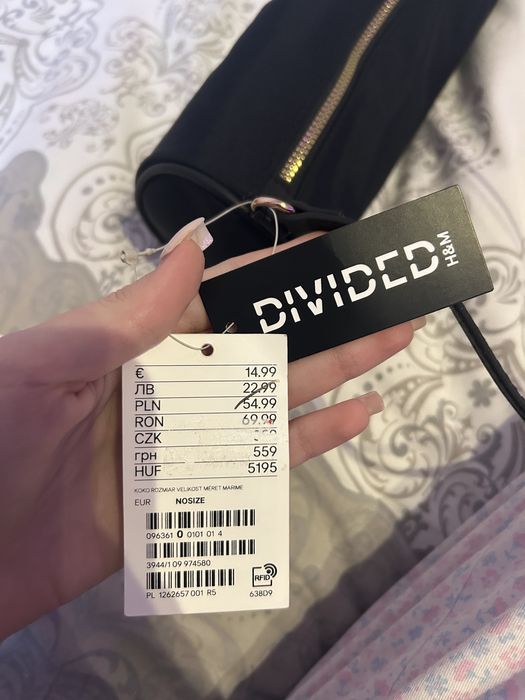 DIVIDED
H&M
€ 14.99
ЛВ 22.99
PLN 54.99
RON 69.99
CZK
грн 559
HUF 5195
KOKO ROZMIAR VELIKOST MÉRET MARIME
EUR NOSIZE
096361 0 0101 01 4
3944/109 974580
RFID
PL 1262657 001 R5 638D9